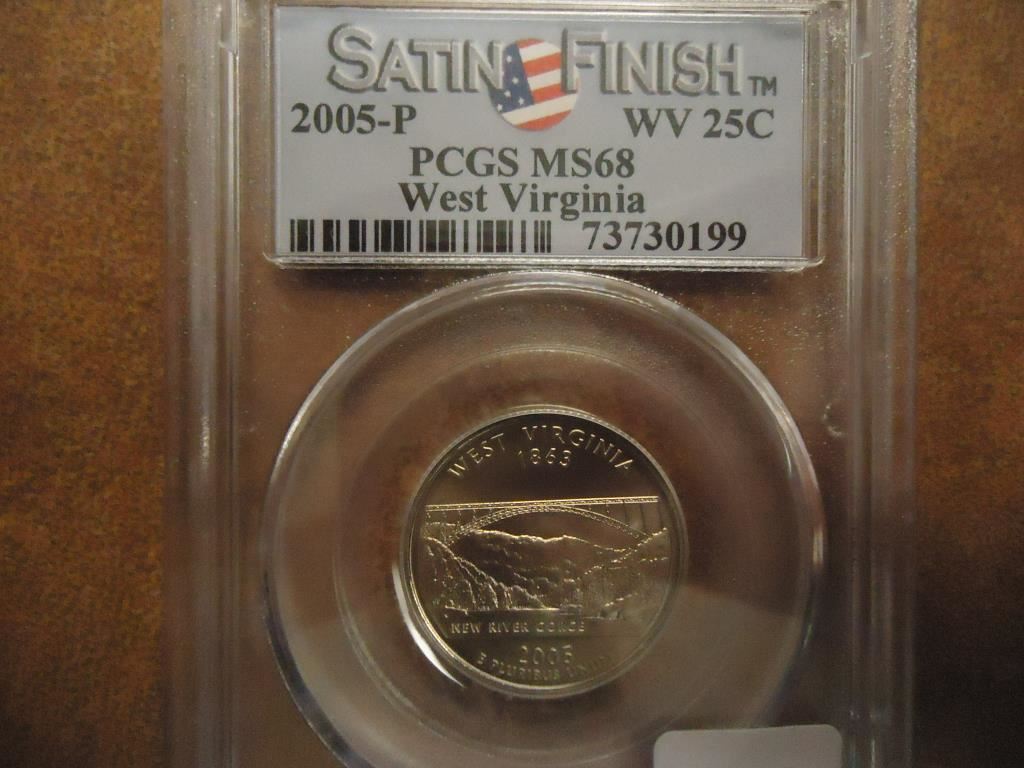 SATIN FINISH™
2005-P WV 25C
PCGS MS68
West Virginia
73730199
WEST VIRGINIA
1863
NEW RIVER GORGE
2005
E PLURIBUS UNUM